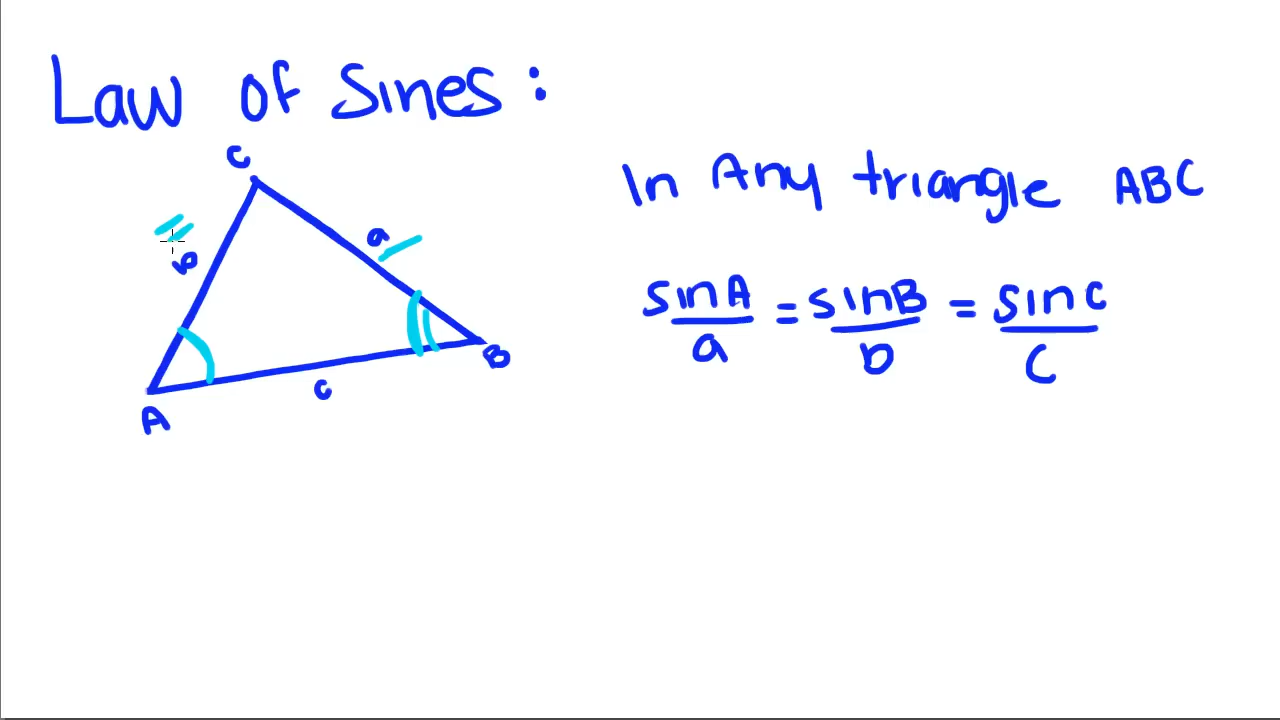 Law of Sines:
C
In Any triangle ABC
b
a
sinA/a = sinB/b = sinC/c
B
c
A